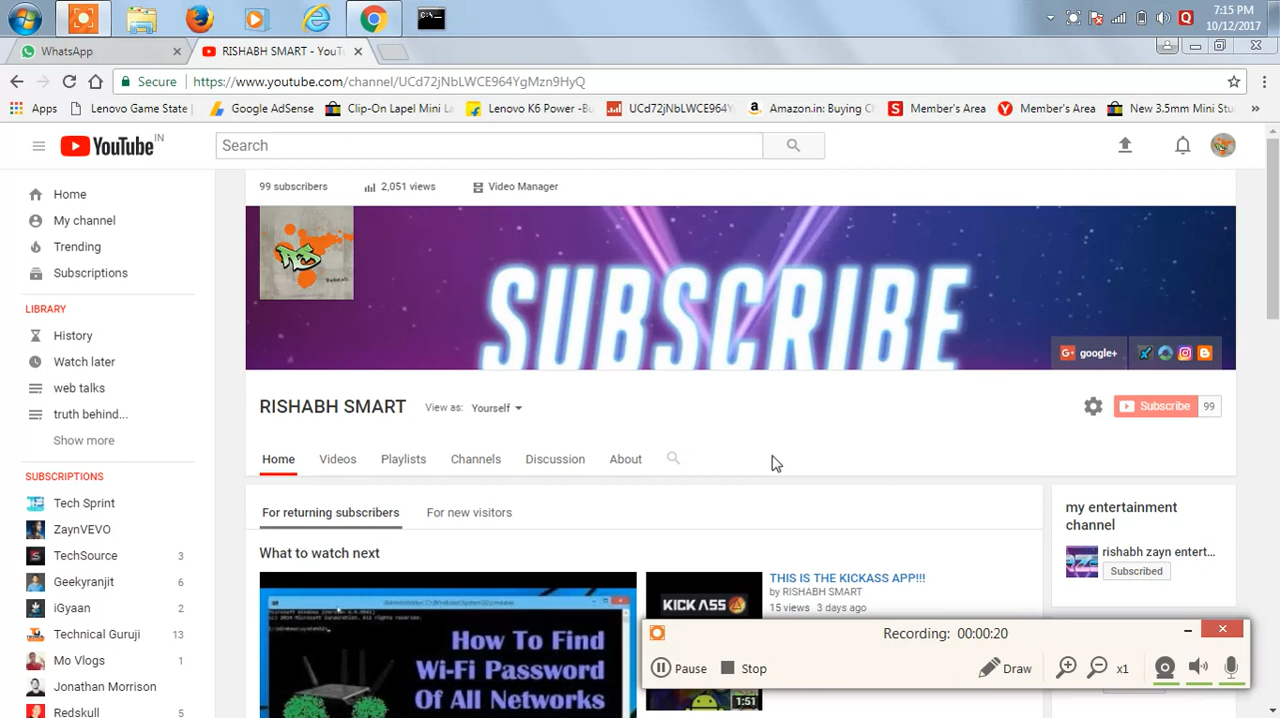 7:15 PM
10/12/2017
WhatsApp
RISHABH SMART - YouT
Secure https://www.youtube.com/channel/UCd72jNbLWCE964YgMzn9HyQ
Apps Lenovo Game State Google AdSense Clip-On Lapel Mini La Lenovo K6 Power -Bu UCd72jNbLWC Amazon.in: Buying C Member's Area Member's Area New 3.5mm Mini Stu »
YouTube IN
Search
Home
My channel
Trending
Subscriptions
LIBRARY
History
Watch later
web talks
truth behind...
Show more
SUBSCRIPTIONS
Tech Sprint
ZaynVEVO
TechSource 3
Geekyranjit 6
iGyaan 2
Technical Guruji 13
Mo Vlogs 1
Jonathan Morrison
Redskull 5
99 subscribers 2,051 views Video Manager
SUBSCRIBE
google+
RISHABH SMART View as: Yourself
Subscribe 99
Home Videos Playlists Channels Discussion About
For returning subscribers For new visitors
What to watch next
How To Find
Wi-Fi Password
Of All Networks
KICKASS
THIS IS THE KICKASS APP!!!
by RISHABH SMART
15 views 3 days ago
1:51
my entertainment
channel
rishabh zayn entert...
Subscribed
Recording: 00:00:20
Pause Stop Draw x1